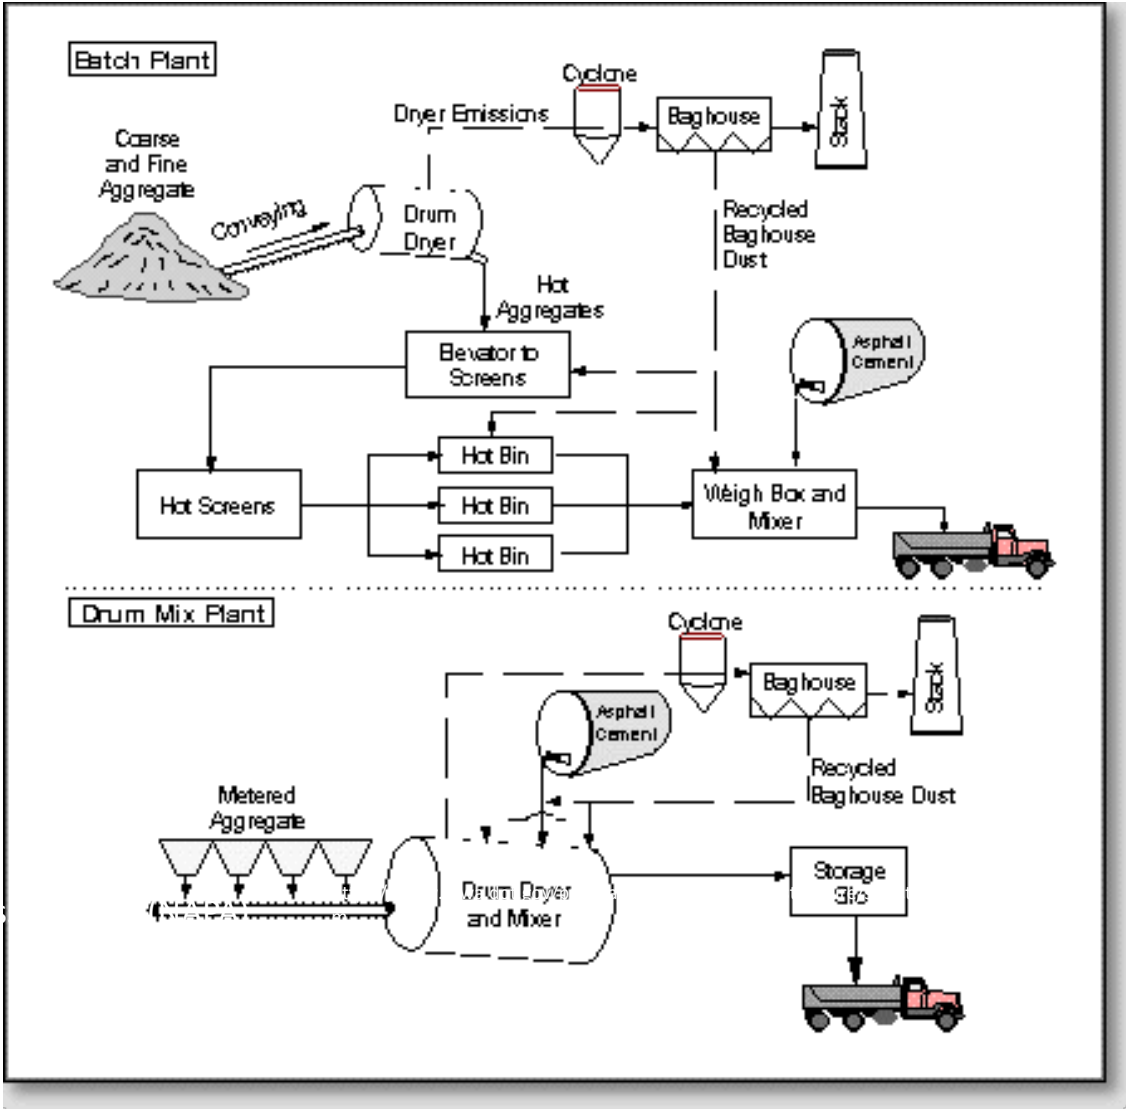 Batch Plant
Cyclone
Dryer Emissions
Baghouse
Stack
Coarse
and Fine
Aggregate
Conveying
Drum
Dryer
Recycled
Baghouse
Dust
Hot
Aggregates
Elevator to
Screens
Asphalt
Cement
Hot Bin
Hot Screens
Hot Bin
Weigh Box and
Mixer
Hot Bin
Drum Mix Plant
Cyclone
Baghouse
Stack
Asphalt
Cement
Recycled
Baghouse Dust
Metered
Aggregate
Drum Dryer
and Mixer
Storage
Silo
(NAPA)